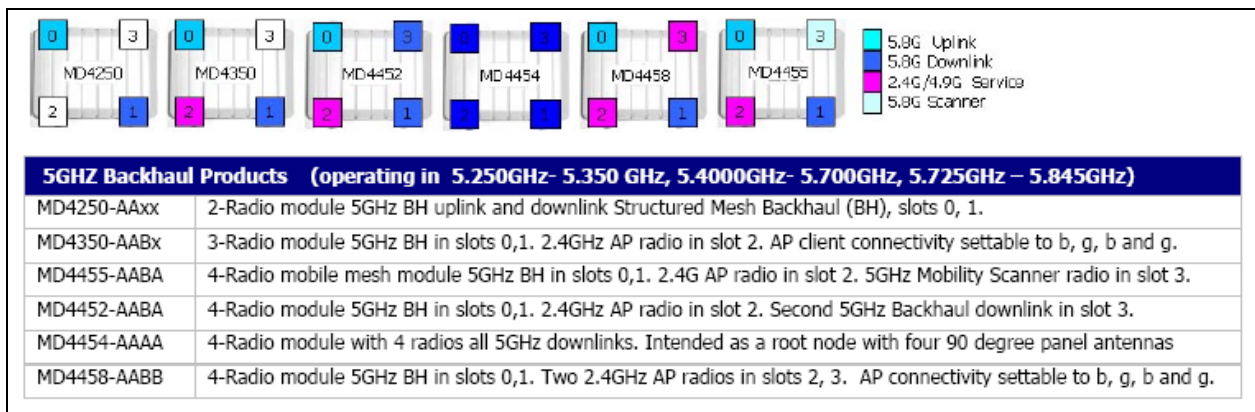 0 3 0 3 0 3 3 0 3 0 3
MD4250 MD4350 MD4452 MD4454 MD4458 MD4455
2 1 2 1 2 1 1 2 1 2 1
5.8G Uplink
5.8G Downlink
2.4G/4.9G Service
5.8G Scanner
5GHZ Backhaul Products (operating in 5.250GHz- 5.350 GHz, 5.4000GHz- 5.700GHz, 5.725GHz – 5.845GHz)
MD4250-AAxx 2-Radio module 5GHz BH uplink and downlink Structured Mesh Backhaul (BH), slots 0, 1.
MD4350-AABx 3-Radio module 5GHz BH in slots 0,1. 2.4GHz AP radio in slot 2. AP client connectivity settable to b, g, b and g.
MD4455-AABA 4-Radio mobile mesh module 5GHz BH in slots 0,1. 2.4G AP radio in slot 2. 5GHz Mobility Scanner radio in slot 3.
MD4452-AABA 4-Radio module 5GHz BH in slots 0,1. 2.4GHz AP radio in slot 2. Second 5GHz Backhaul downlink in slot 3.
MD4454-AAAA 4-Radio module with 4 radios all 5GHz downlinks. Intended as a root node with four 90 degree panel antennas
MD4458-AABB 4-Radio module 5GHz BH in slots 0,1. Two 2.4GHz AP radios in slots 2, 3. AP connectivity settable to b, g, b and g.